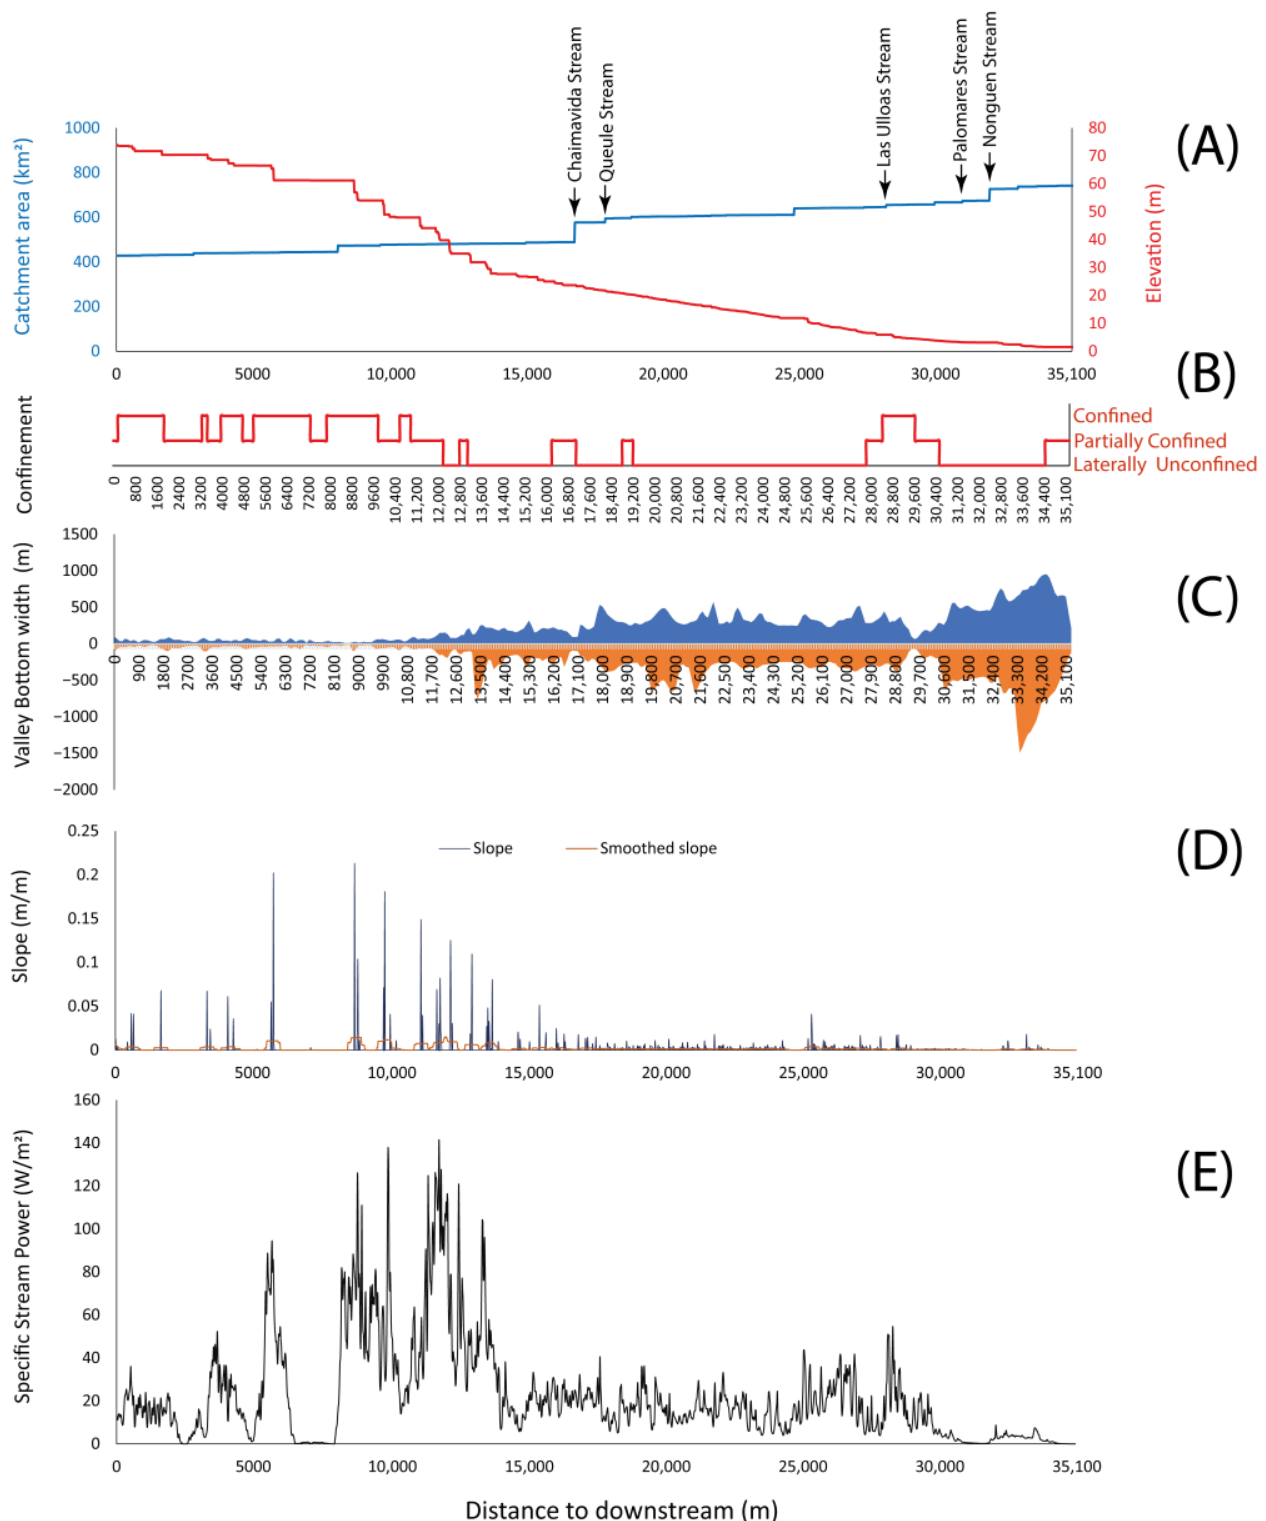 Chaimavida Stream
Queule Stream
Las Ulloas Stream
Palomares Stream
Nonguen Stream
(A)
Catchment area (km²)
1000
800
600
400
200
0
Elevation (m)
80
70
60
50
40
30
20
10
0
0 5000 10,000 15,000 20,000 25,000 30,000 35,100
(B)
Confinement
Confined
Partially Confined
Laterally Unconfined
0 800 1600 2400 3200 4000 4800 5600 6400 7200 8000 8800 9600 10,400 11,200 12,000 12,800 13,600 14,400 15,200 16,000 16,800 17,600 18,400 19,200 20,000 20,800 21,600 22,400 23,200 24,000 24,800 25,600 26,400 27,200 28,000 28,800 29,600 30,400 31,200 32,000 32,800 33,600 34,400 35,100
(C)
Valley Bottom width (m)
1500
1000
500
0
−500
−1000
−1500
−2000
0 900 1800 2700 3600 4500 5400 6300 7200 8100 9000 9900 10,800 11,700 12,600 13,500 14,400 15,300 16,200 17,100 18,000 18,900 19,800 20,700 21,600 22,500 23,400 24,300 25,200 26,100 27,000 27,900 28,800 29,700 30,600 31,500 32,400 33,300 34,200 35,100
(D)
Slope (m/m)
0.25
0.2
0.15
0.1
0.05
0
Slope
Smoothed slope
0 5000 10,000 15,000 20,000 25,000 30,000 35,100
(E)
Specific Stream Power (W/m²)
160
140
120
100
80
60
40
20
0
0 5000 10,000 15,000 20,000 25,000 30,000 35,100
Distance to downstream (m)